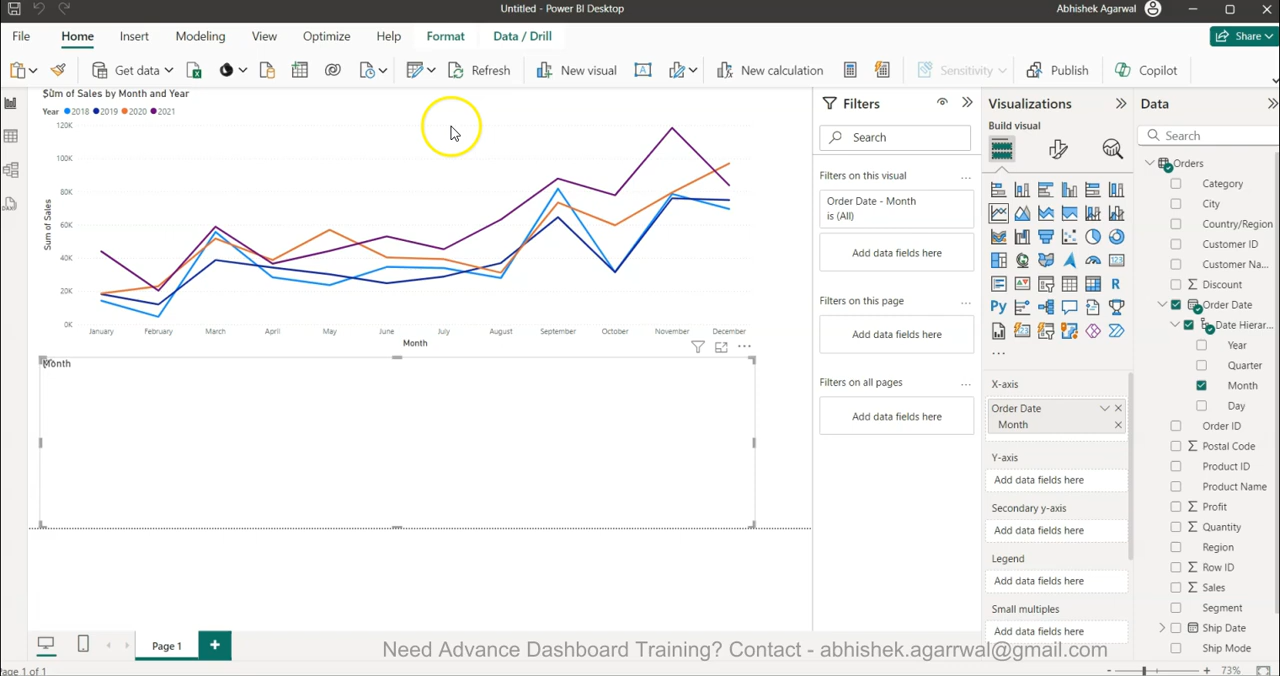 Untitled - Power BI Desktop
Abhishek Agarwal
File Home Insert Modeling View Optimize Help Format Data / Drill
Share
Get data
Refresh
New visual
New calculation
Sensitivity
Publish
Copilot
Sum of Sales by Month and Year
Year 2018 2019 2020 2021
120K
100K
80K
60K
40K
20K
0K
Sum of Sales
January February March April May June July August September October November December
Month
Month
Filters
Search
Filters on this visual
Order Date - Month
is (All)
Add data fields here
Filters on this page
Add data fields here
Filters on all pages
Add data fields here
Visualizations
Build visual
R
Py
123
X-axis
Order Date
Month
Y-axis
Add data fields here
Secondary y-axis
Add data fields here
Legend
Add data fields here
Small multiples
Add data fields here
Data
Search
Orders
Category
City
Country/Region
Customer ID
Customer Na...
Discount
Order Date
Date Hierar...
Year
Quarter
Month
Day
Order ID
Postal Code
Product ID
Product Name
Profit
Quantity
Region
Row ID
Sales
Segment
Ship Date
Ship Mode
Page 1
Need Advance Dashboard Training? Contact - abhishek.agarrwal@gmail.com
Page 1 of 1
73%